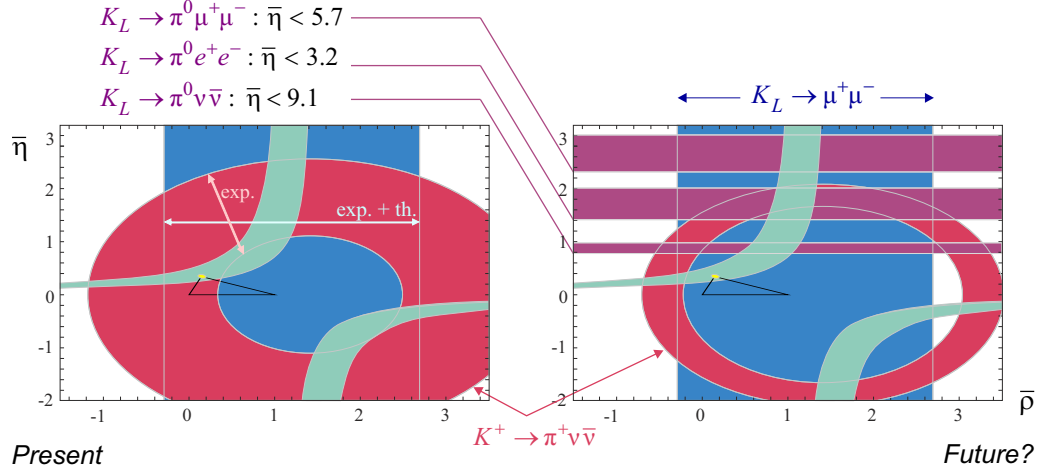 K_L → π⁰μ⁺μ⁻ : η̄ < 5.7
K_L → π⁰e⁺e⁻ : η̄ < 3.2
K_L → π⁰νν̄ : η̄ < 9.1
K_L → μ⁺μ⁻
η̄
3
2
1
0
-1
-2
exp.
exp. + th.
-1 0 1 2 3
3
2
1
0
-1
-2
-1 0 1 2 3
ρ̄
K⁺ → π⁺νν̄
Present
Future?